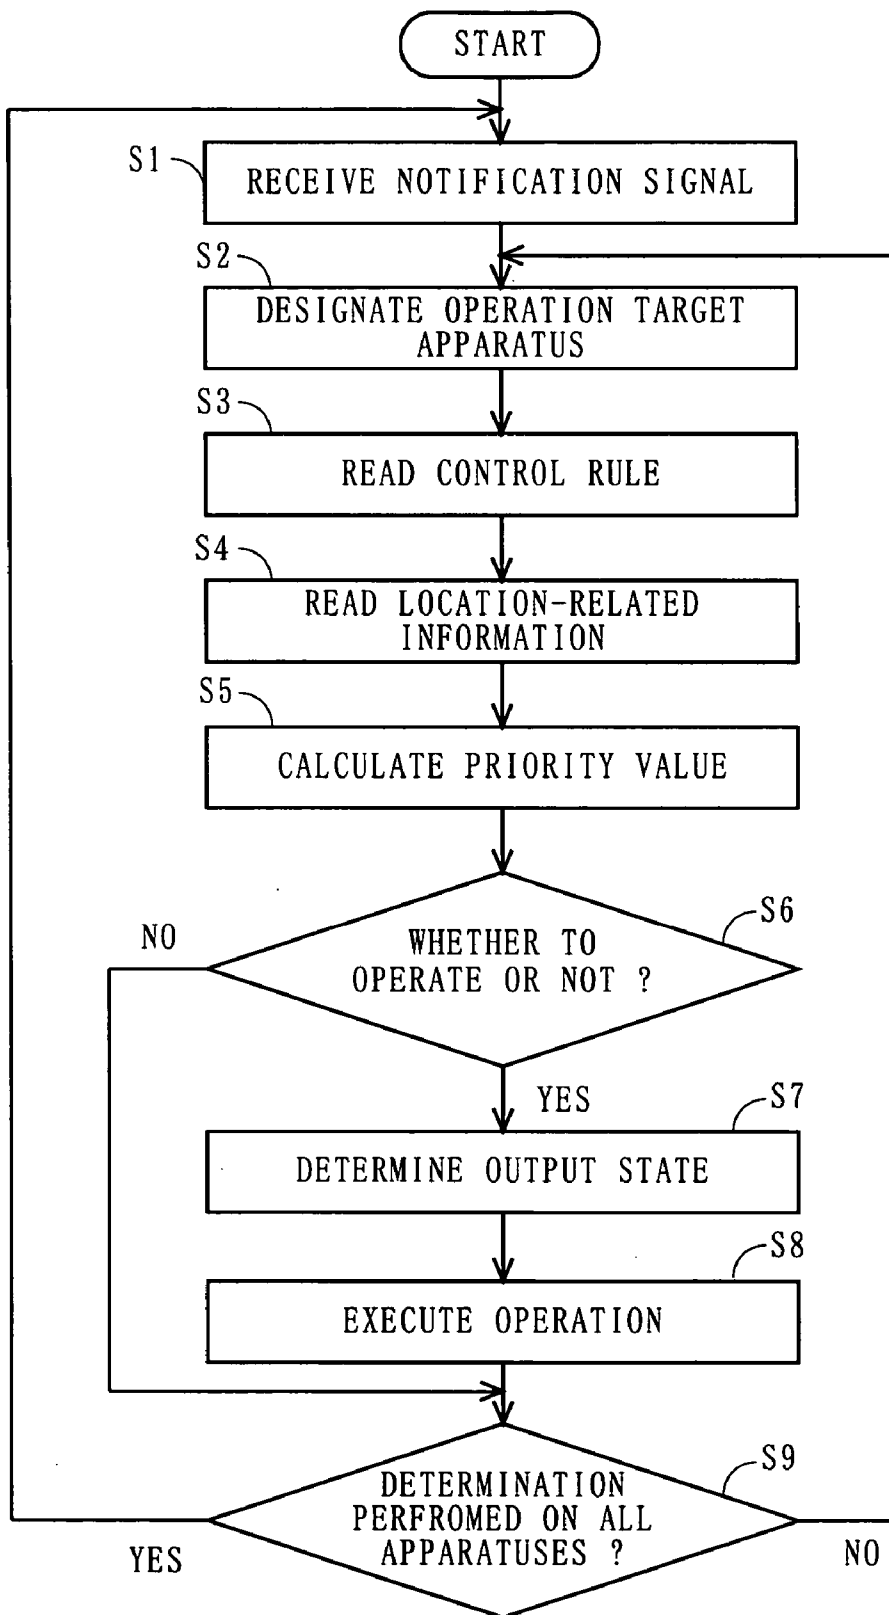 START
S1
RECEIVE NOTIFICATION SIGNAL
S2
DESIGNATE OPERATION TARGET
APPARATUS
S3
READ CONTROL RULE
S4
READ LOCATION-RELATED
INFORMATION
S5
CALCULATE PRIORITY VALUE
S6
NO
WHETHER TO
OPERATE OR NOT ?
YES
S7
DETERMINE OUTPUT STATE
S8
EXECUTE OPERATION
S9
DETERMINATION
PERFROMED ON ALL
APPARATUSES ?
YES
NO